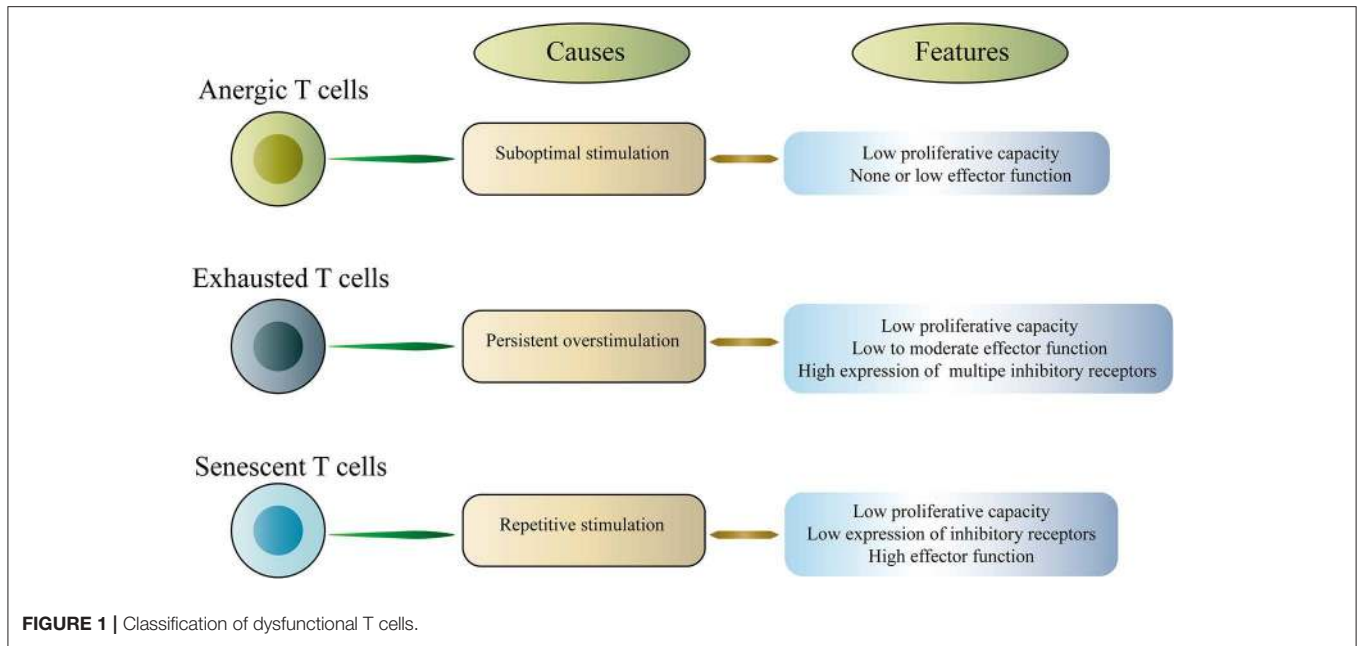 Causes
Features
Anergic T cells
Suboptimal stimulation
Low proliferative capacity
None or low effector function
Exhausted T cells
Persistent overstimulation
Low proliferative capacity
Low to moderate effector function
High expression of multipe inhibitory receptors
Senescent T cells
Repetitive stimulation
Low proliferative capacity
Low expression of inhibitory receptors
High effector function
FIGURE 1 | Classification of dysfunctional T cells.